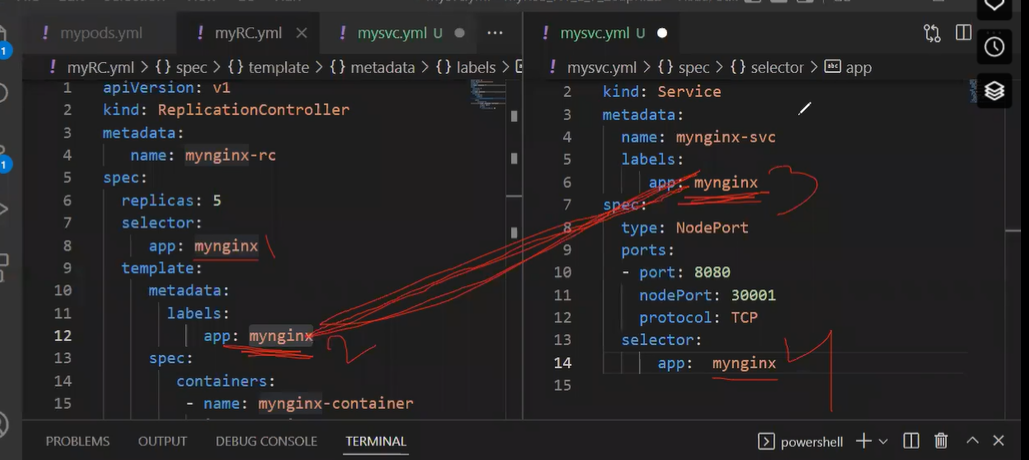 mypods.yml
myRC.yml
mysvc.yml U
mysvc.yml U
myRC.yml > {} spec > {} template > {} metadata > {} labels >
1 apiVersion: v1
2 kind: ReplicationController
3 metadata:
4 name: mynginx-rc
5 spec:
6 replicas: 5
7 selector:
8 app: mynginx 1
9 template:
10 metadata:
11 labels:
12 app: mynginx 2
13 spec:
14 containers:
15 - name: mynginx-container
mysvc.yml > {} spec > {} selector > abc app
2 kind: Service
3 metadata:
4 name: mynginx-svc
5 labels:
6 app: mynginx 3
7 spec:
8 type: NodePort
9 ports:
10 - port: 8080
11 nodePort: 30001
12 protocol: TCP
13 selector:
14 app: mynginx 4
15
PROBLEMS OUTPUT DEBUG CONSOLE TERMINAL
powershell